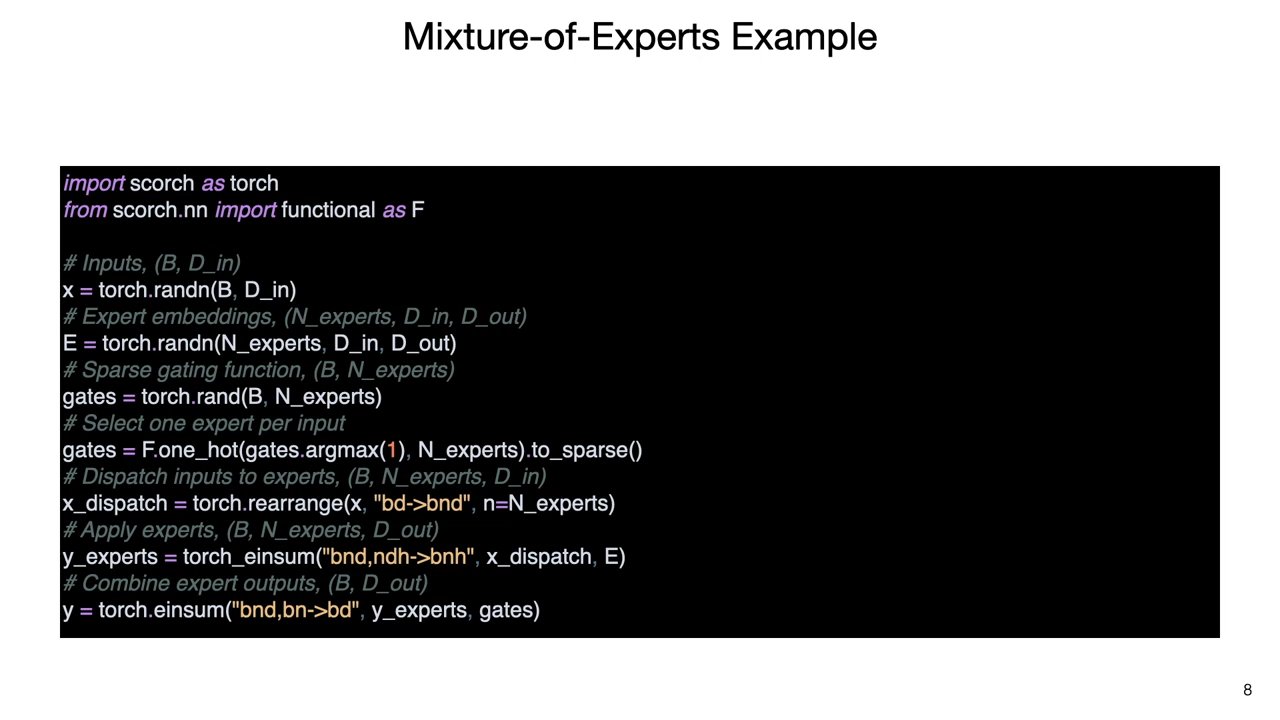 Mixture-of-Experts Example
import scorch as torch
from scorch.nn import functional as F
# Inputs, (B, D_in)
x = torch.randn(B, D_in)
# Expert embeddings, (N_experts, D_in, D_out)
E = torch.randn(N_experts, D_in, D_out)
# Sparse gating function, (B, N_experts)
gates = torch.rand(B, N_experts)
# Select one expert per input
gates = F.one_hot(gates.argmax(1), N_experts).to_sparse()
# Dispatch inputs to experts, (B, N_experts, D_in)
x_dispatch = torch.rearrange(x, "bd->bnd", n=N_experts)
# Apply experts, (B, N_experts, D_out)
y_experts = torch_einsum("bnd,ndh->bnh", x_dispatch, E)
# Combine expert outputs, (B, D_out)
y = torch.einsum("bnd,bn->bd", y_experts, gates)
8